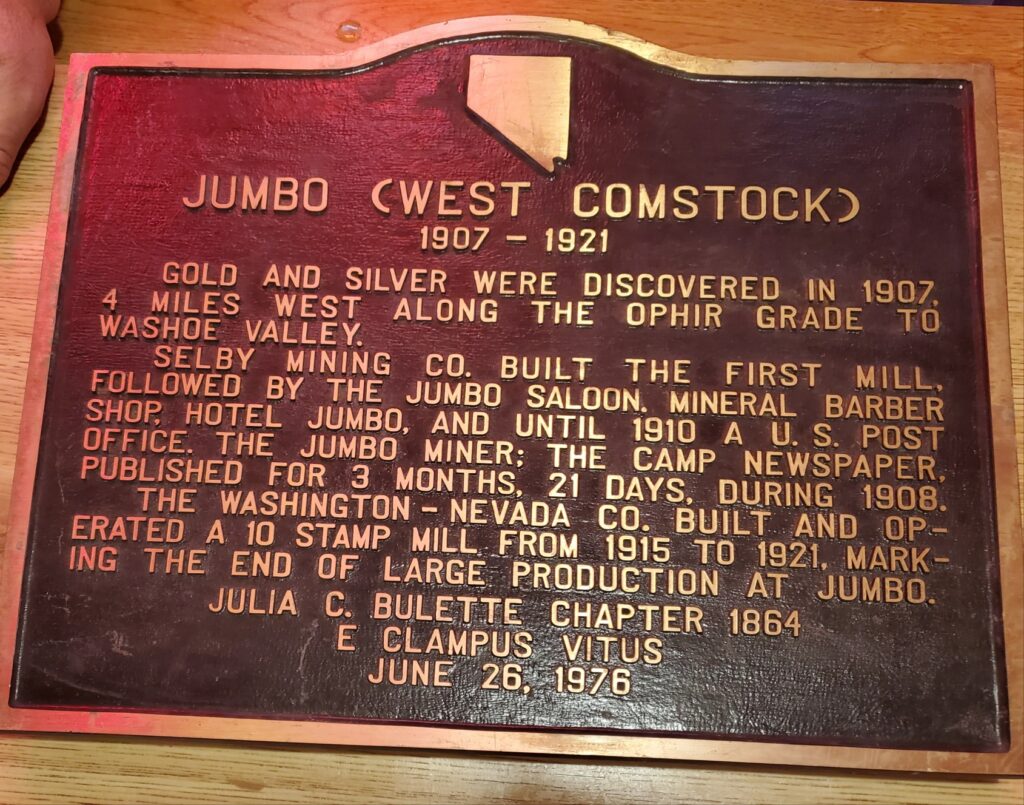 JUMBO (WEST COMSTOCK)
1907 – 1921
GOLD AND SILVER WERE DISCOVERED IN 1907,
4 MILES WEST ALONG THE OPHIR GRADE TO
WASHOE VALLEY.
SELBY MINING CO. BUILT THE FIRST MILL,
FOLLOWED BY THE JUMBO SALOON. MINERAL BARBER
SHOP, HOTEL JUMBO, AND UNTIL 1910 A U. S. POST
OFFICE. THE JUMBO MINER; THE CAMP NEWSPAPER,
PUBLISHED FOR 3 MONTHS, 21 DAYS, DURING 1908.
THE WASHINGTON – NEVADA CO. BUILT AND OP–
ERATED A 10 STAMP MILL FROM 1915 TO 1921, MARK–
ING THE END OF LARGE PRODUCTION AT JUMBO.
JULIA C. BULETTE CHAPTER 1864
E CLAMPUS VITUS
JUNE 26, 1976